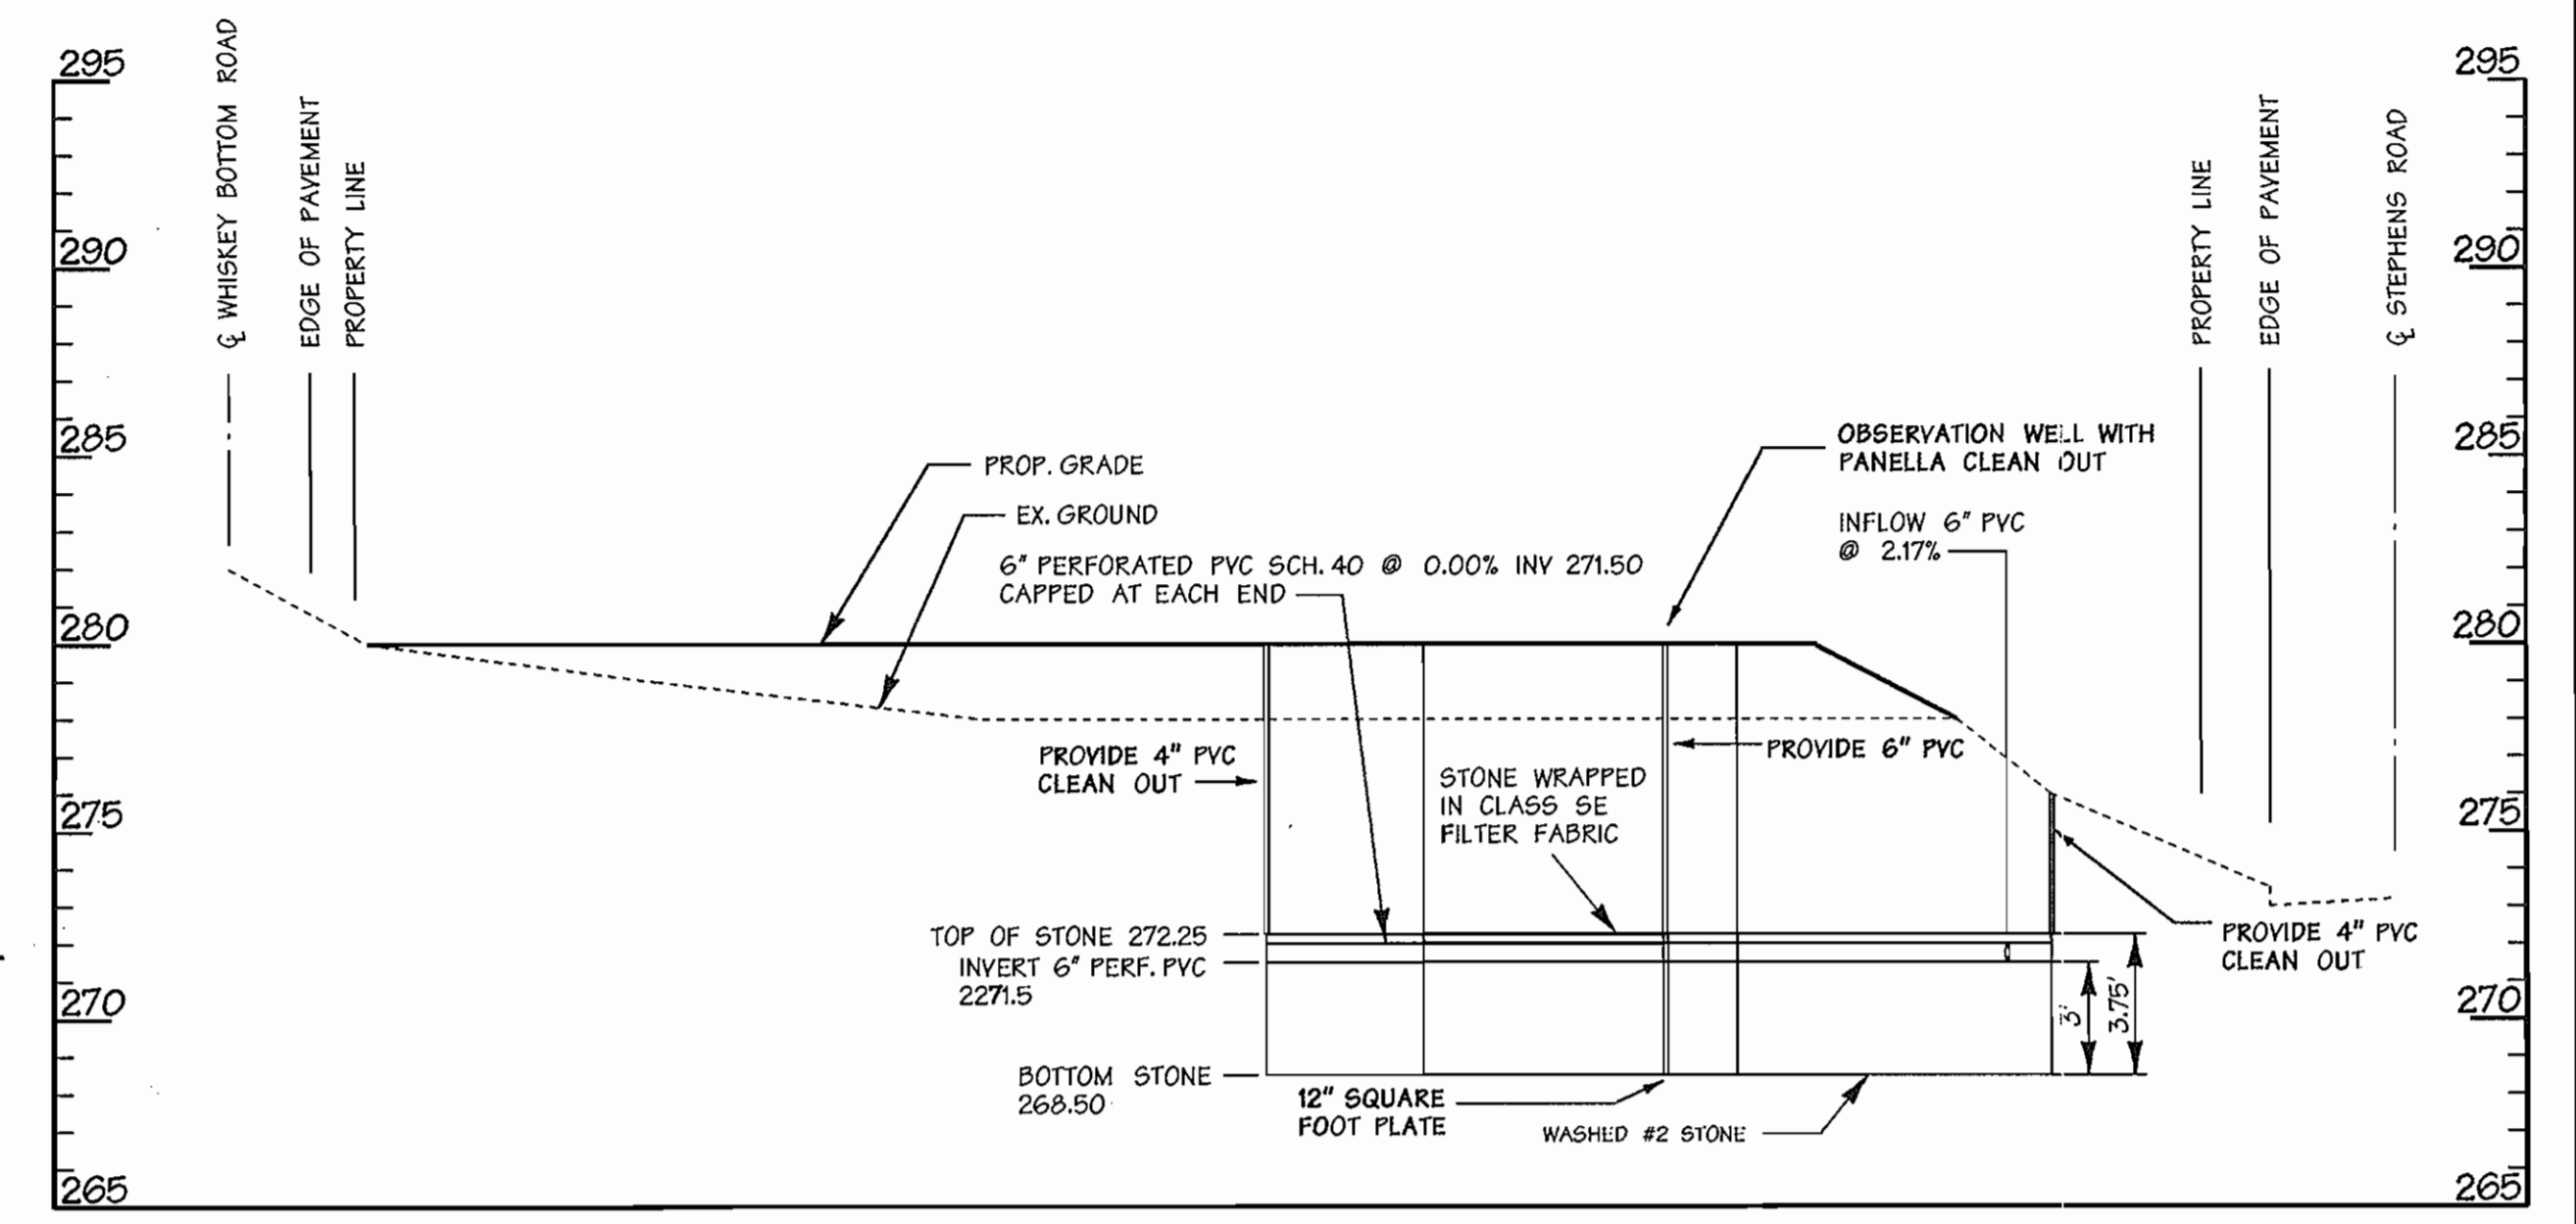 295
290
285
280
275
270
265
℄ WHISKEY BOTTOM ROAD
EDGE OF PAVEMENT
PROPERTY LINE
PROP. GRADE
EX. GROUND
6" PERFORATED PVC SCH. 40 @ 0.00% INV 271.50
CAPPED AT EACH END
OBSERVATION WELL WITH
PANELLA CLEAN OUT
INFLOW 6" PVC
@ 2.17%
PROVIDE 4" PVC
CLEAN OUT
PROVIDE 6" PVC
STONE WRAPPED
IN CLASS SE
FILTER FABRIC
TOP OF STONE 272.25
INVERT 6" PERF. PVC
2271.5
BOTTOM STONE
268.50
12" SQUARE
FOOT PLATE
WASHED #2 STONE
3'
3.75'
PROVIDE 4" PVC
CLEAN OUT
PROPERTY LINE
EDGE OF PAVEMENT
℄ STEPHENS ROAD
295
290
285
280
275
270
265